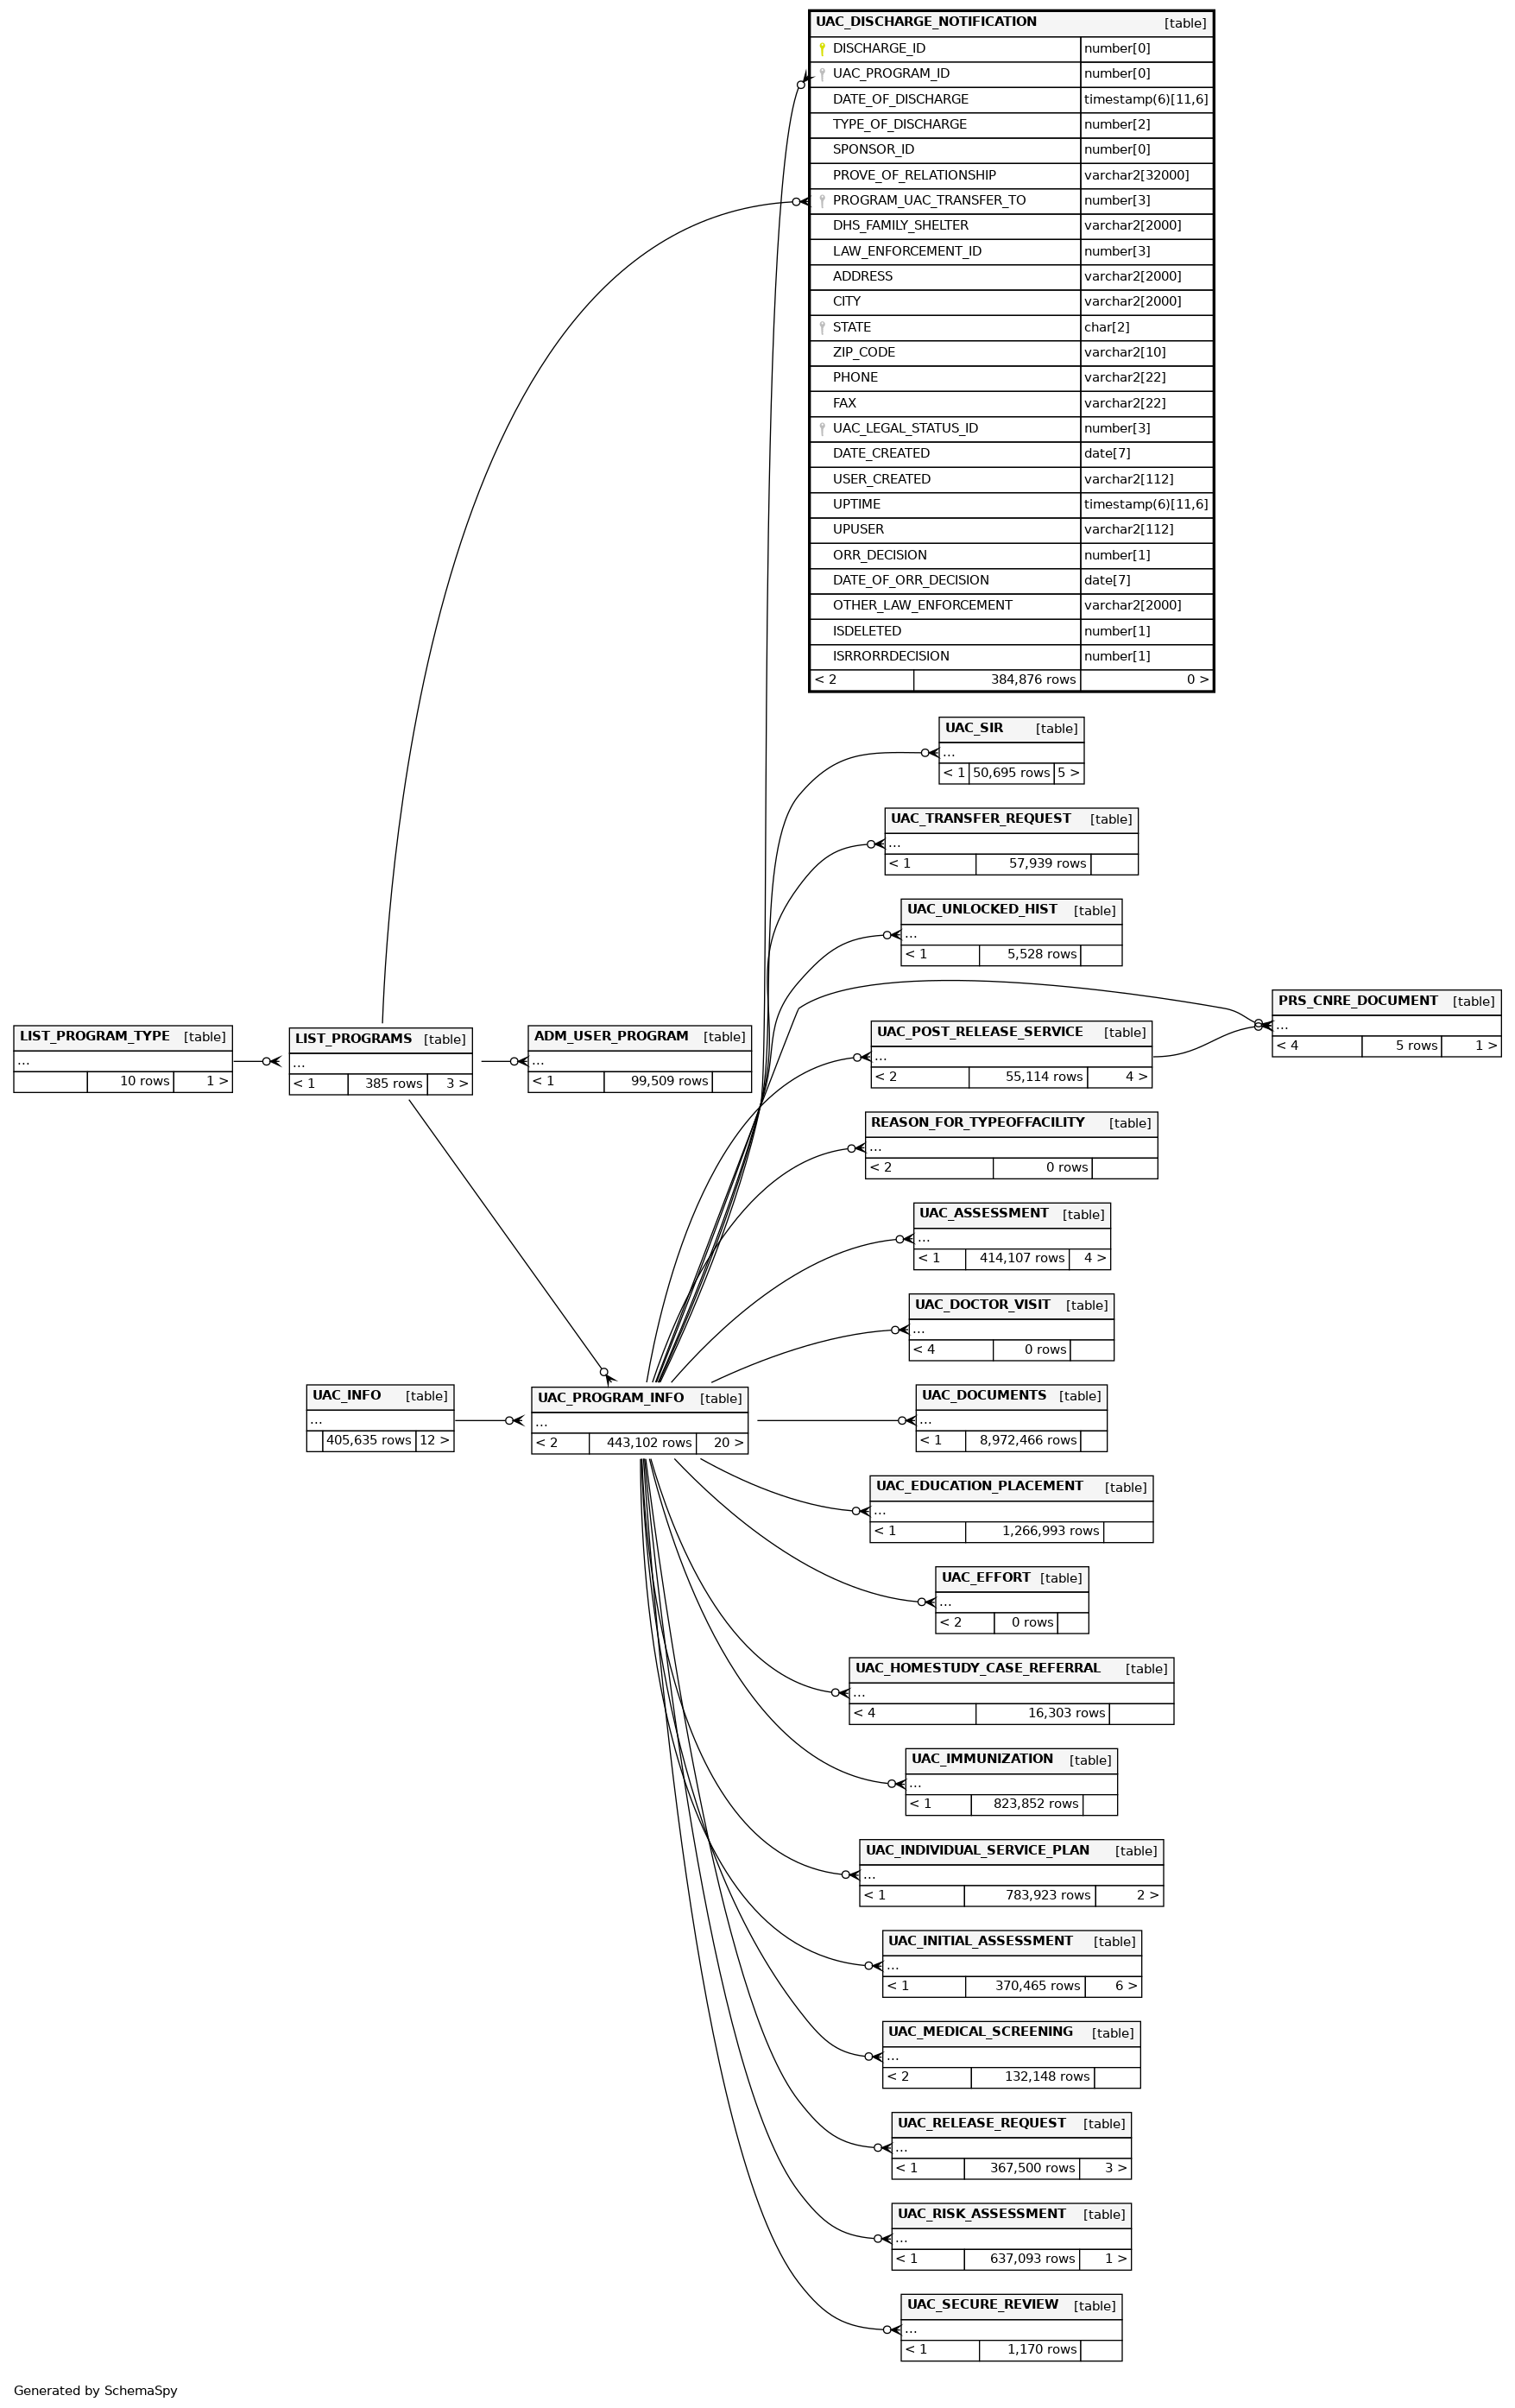 UAC_DISCHARGE_NOTIFICATION [table]
DISCHARGE_ID number[0]
UAC_PROGRAM_ID number[0]
DATE_OF_DISCHARGE timestamp(6)[11,6]
TYPE_OF_DISCHARGE number[2]
SPONSOR_ID number[0]
PROVE_OF_RELATIONSHIP varchar2[32000]
PROGRAM_UAC_TRANSFER_TO number[3]
DHS_FAMILY_SHELTER varchar2[2000]
LAW_ENFORCEMENT_ID number[3]
ADDRESS varchar2[2000]
CITY varchar2[2000]
STATE char[2]
ZIP_CODE varchar2[10]
PHONE varchar2[22]
FAX varchar2[22]
UAC_LEGAL_STATUS_ID number[3]
DATE_CREATED date[7]
USER_CREATED varchar2[112]
UPTIME timestamp(6)[11,6]
UPUSER varchar2[112]
ORR_DECISION number[1]
DATE_OF_ORR_DECISION date[7]
OTHER_LAW_ENFORCEMENT varchar2[2000]
ISDELETED number[1]
ISRRORRDECISION number[1]
< 2 384,876 rows 0 >
UAC_SIR [table]
...
< 1 50,695 rows 5 >
UAC_TRANSFER_REQUEST [table]
...
< 1 57,939 rows
UAC_UNLOCKED_HIST [table]
...
< 1 5,528 rows
PRS_CNRE_DOCUMENT [table]
...
< 4 5 rows 1 >
UAC_POST_RELEASE_SERVICE [table]
...
< 2 55,114 rows 4 >
LIST_PROGRAM_TYPE [table]
...
10 rows 1 >
LIST_PROGRAMS [table]
...
< 1 385 rows 3 >
ADM_USER_PROGRAM [table]
...
< 1 99,509 rows
REASON_FOR_TYPEOFFACILITY [table]
...
< 2 0 rows
UAC_ASSESSMENT [table]
...
< 1 414,107 rows 4 >
UAC_DOCTOR_VISIT [table]
...
< 4 0 rows
UAC_INFO [table]
...
405,635 rows 12 >
UAC_PROGRAM_INFO [table]
...
< 2 443,102 rows 20 >
UAC_DOCUMENTS [table]
...
< 1 8,972,466 rows
UAC_EDUCATION_PLACEMENT [table]
...
< 1 1,266,993 rows
UAC_EFFORT [table]
...
< 2 0 rows
UAC_HOMESTUDY_CASE_REFERRAL [table]
...
< 4 16,303 rows
UAC_IMMUNIZATION [table]
...
< 1 823,852 rows
UAC_INDIVIDUAL_SERVICE_PLAN [table]
...
< 1 783,923 rows 2 >
UAC_INITIAL_ASSESSMENT [table]
...
< 1 370,465 rows 6 >
UAC_MEDICAL_SCREENING [table]
...
< 2 132,148 rows
UAC_RELEASE_REQUEST [table]
...
< 1 367,500 rows 3 >
UAC_RISK_ASSESSMENT [table]
...
< 1 637,093 rows 1 >
UAC_SECURE_REVIEW [table]
...
< 1 1,170 rows
Generated by SchemaSpy